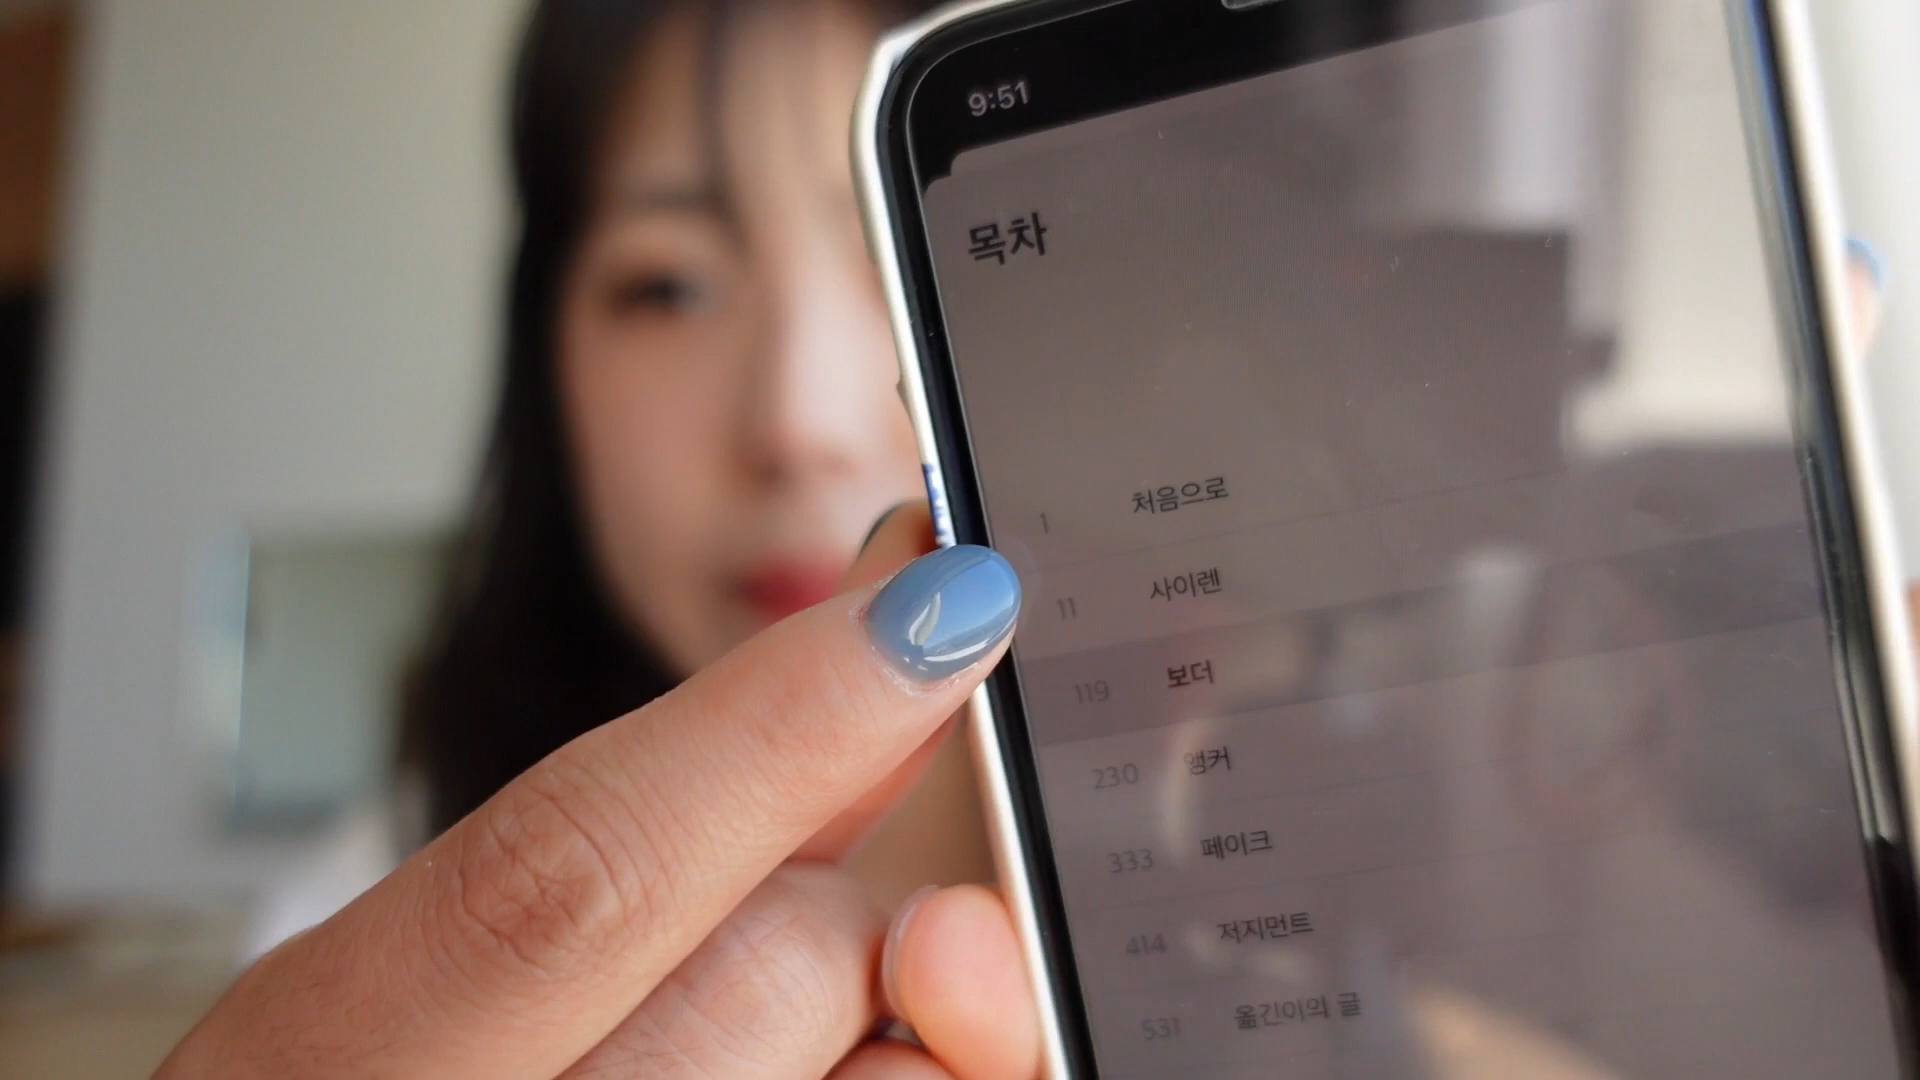 9:51
목차
1 처음으로
11 사이렌
119 보더
230 앵커
333 페이크
414 저지먼트
531 옮긴이의 글